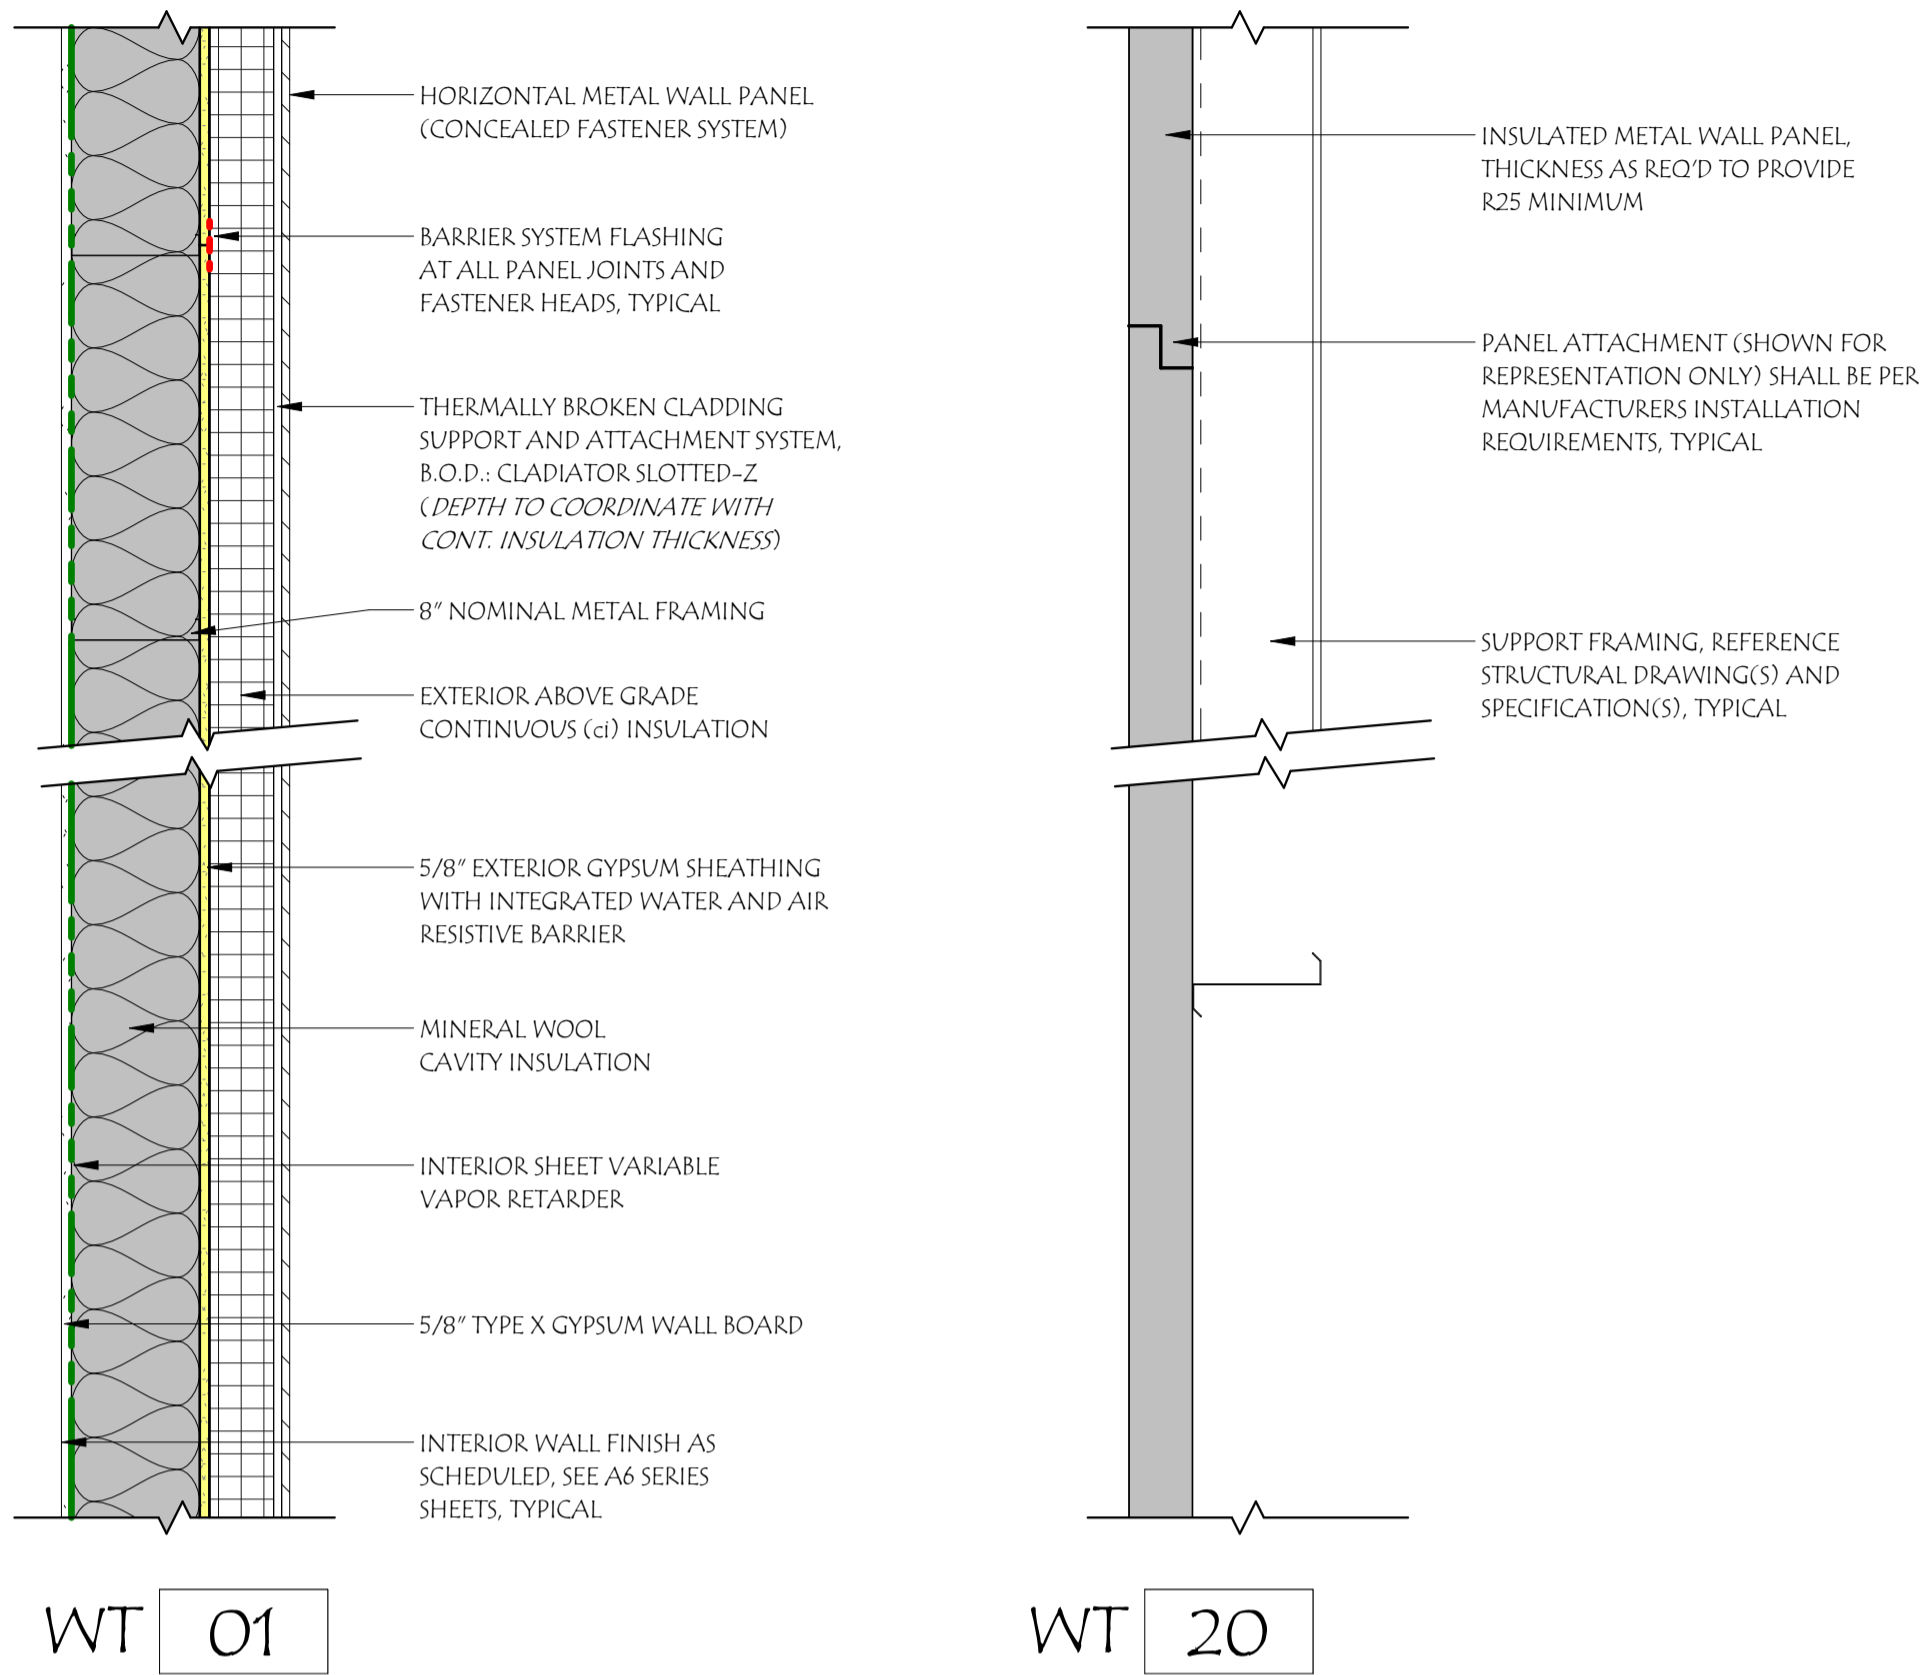 HORIZONTAL METAL WALL PANEL
(CONCEALED FASTENER SYSTEM)
BARRIER SYSTEM FLASHING
AT ALL PANEL JOINTS AND
FASTENER HEADS, TYPICAL
THERMALLY BROKEN CLADDING
SUPPORT AND ATTACHMENT SYSTEM,
B.O.D.: CLADIATOR SLOTTED-Z
(DEPTH TO COORDINATE WITH
CONT. INSULATION THICKNESS)
8" NOMINAL METAL FRAMING
EXTERIOR ABOVE GRADE
CONTINUOUS (ci) INSULATION
5/8" EXTERIOR GYPSUM SHEATHING
WITH INTEGRATED WATER AND AIR
RESISTIVE BARRIER
MINERAL WOOL
CAVITY INSULATION
INTERIOR SHEET VARIABLE
VAPOR RETARDER
5/8" TYPE X GYPSUM WALL BOARD
INTERIOR WALL FINISH AS
SCHEDULED, SEE A6 SERIES
SHEETS, TYPICAL
WT 01
INSULATED METAL WALL PANEL,
THICKNESS AS REQ'D TO PROVIDE
R25 MINIMUM
PANEL ATTACHMENT (SHOWN FOR
REPRESENTATION ONLY) SHALL BE PER
MANUFACTURERS INSTALLATION
REQUIREMENTS, TYPICAL
SUPPORT FRAMING, REFERENCE
STRUCTURAL DRAWING(S) AND
SPECIFICATION(S), TYPICAL
WT 20